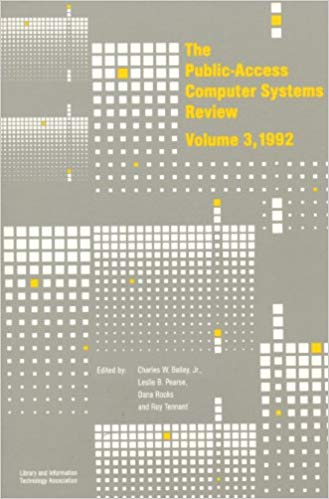 The
Public-Access
Computer Systems
Review
Volume 3, 1992
Edited by: Charles W. Bailey, Jr.,
Leslie B. Pearse,
Dana Rooks
and Roy Tennant
Library and Information
Technology Association